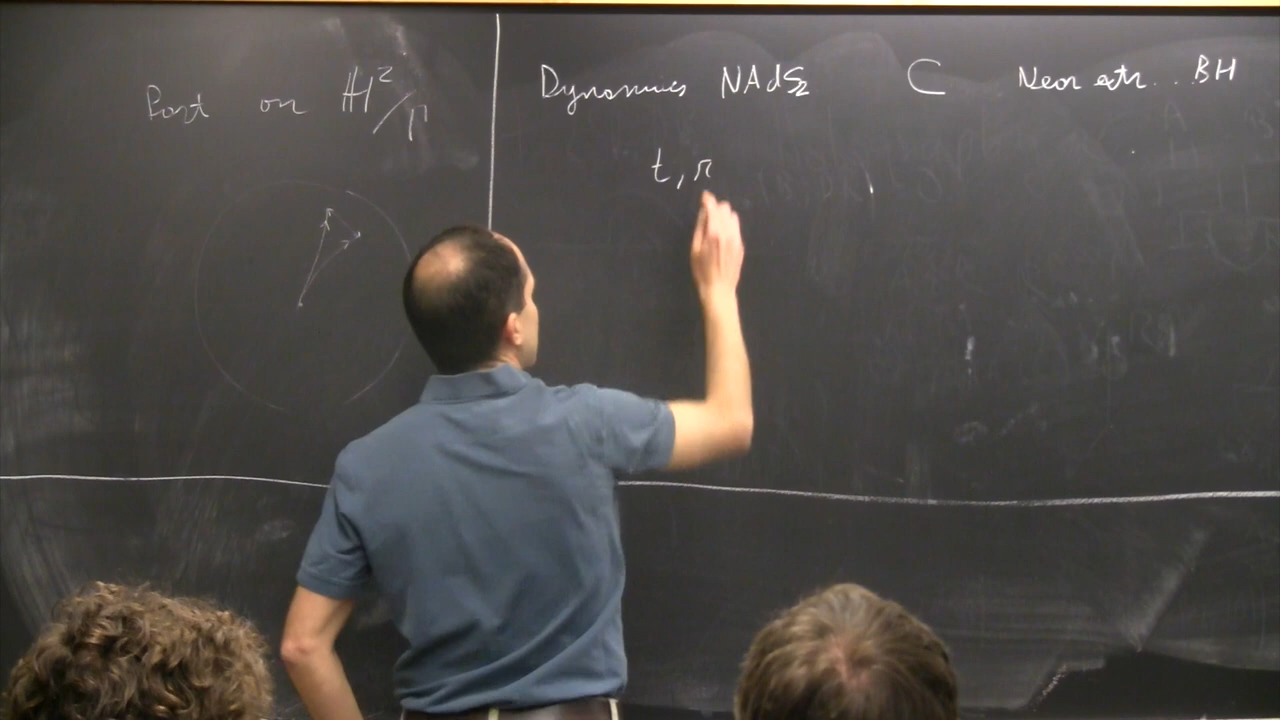 Part on H²/Γ
Dynamics NAdS₂ ⊂ Near extr... BH
t, r